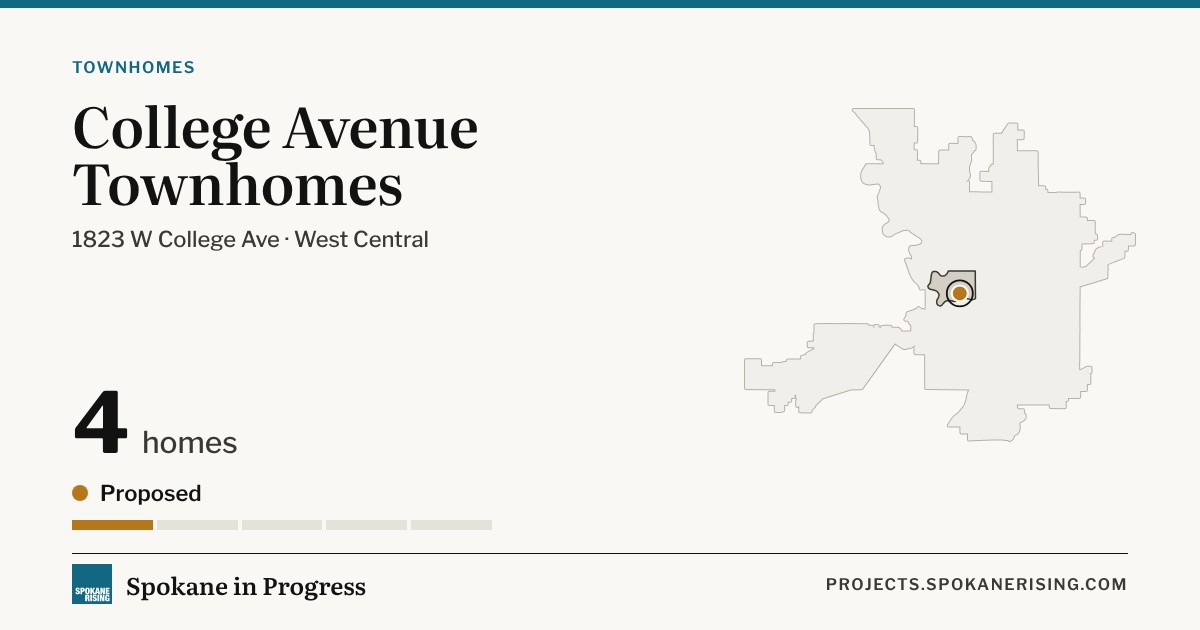 TOWNHOMES
College Avenue
Townhomes
1823 W College Ave · West Central
4 homes
Proposed
SPOKANE
RISING
Spokane in Progress
PROJECTS.SPOKANERISING.COM